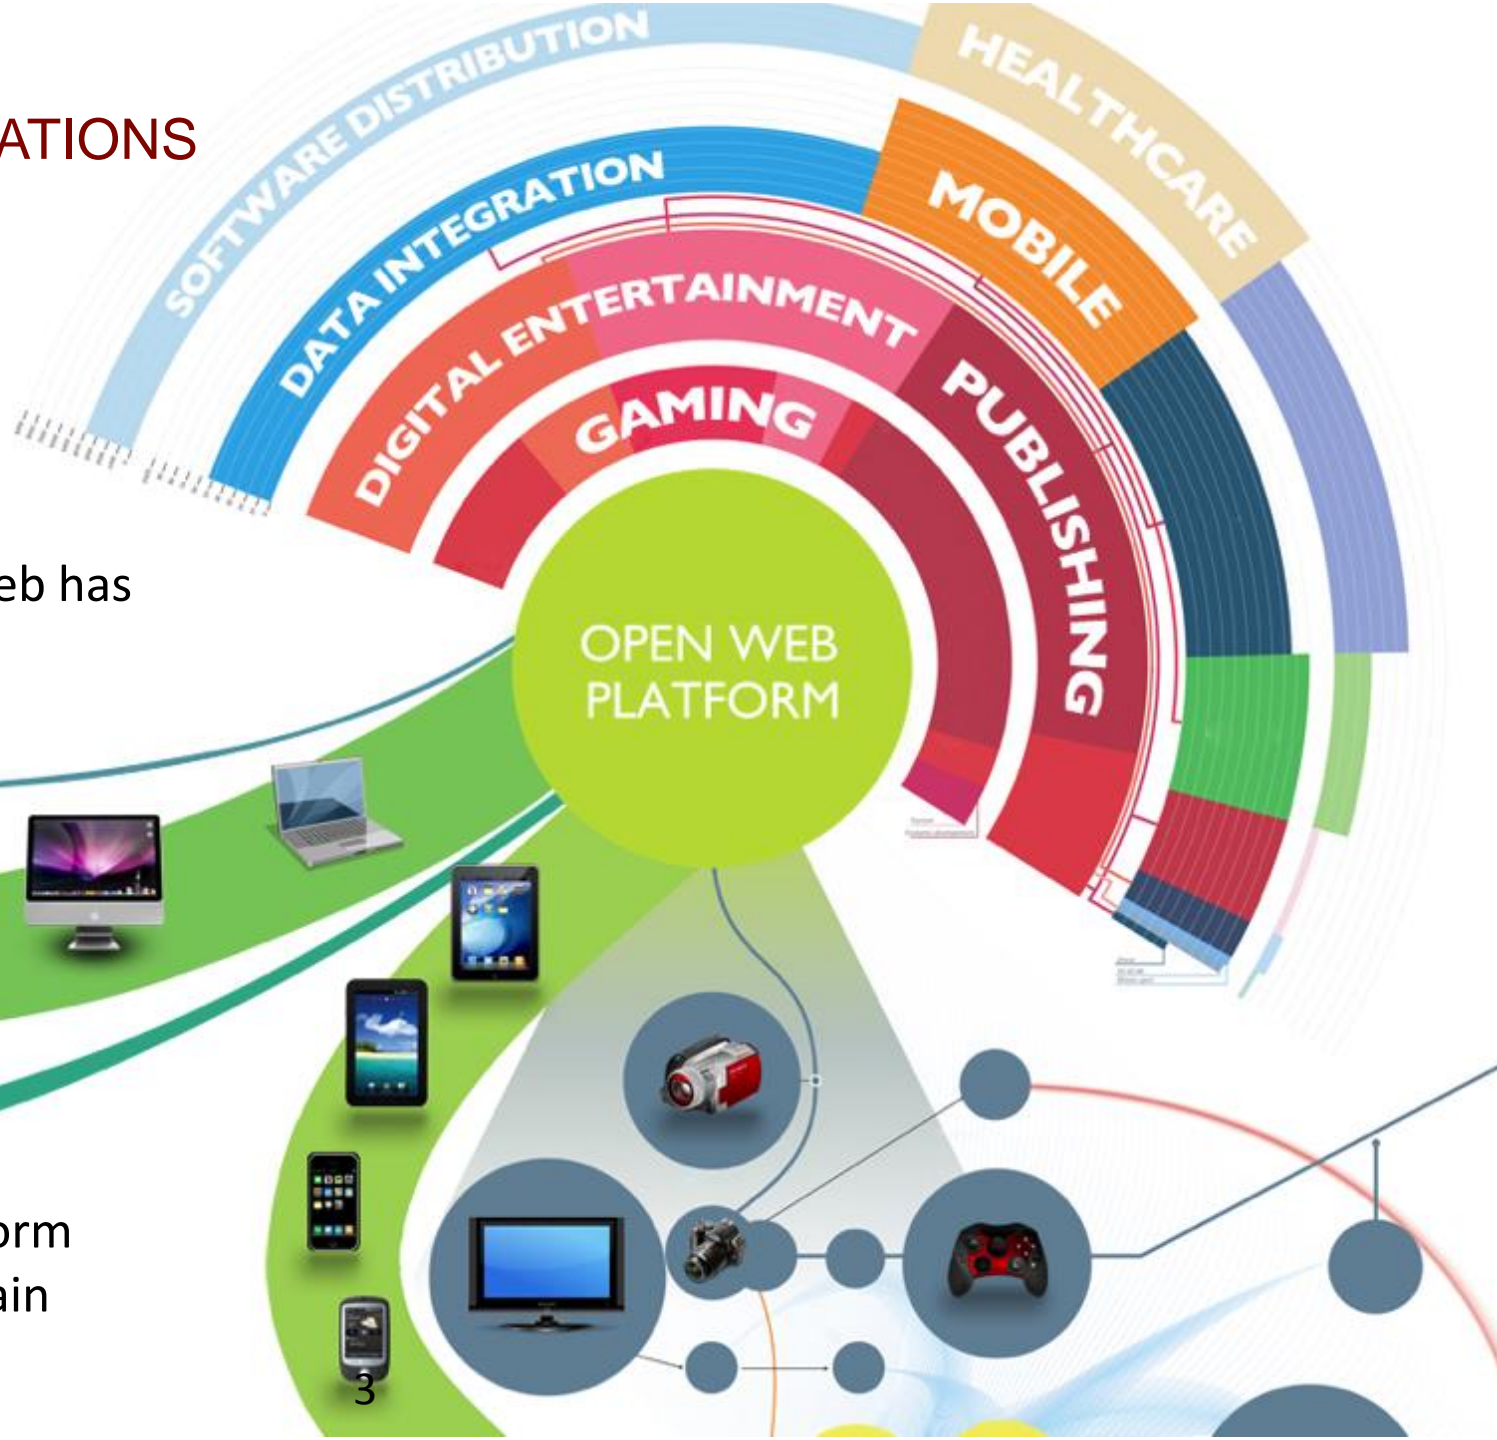 ATIONS
SOFTWARE DISTRIBUTION
HEALTHCARE
DATA INTEGRATION
MOBILE
DIGITAL ENTERTAINMENT
PUBLISHING
GAMING
eb has
OPEN WEB
PLATFORM
orm
ain
3